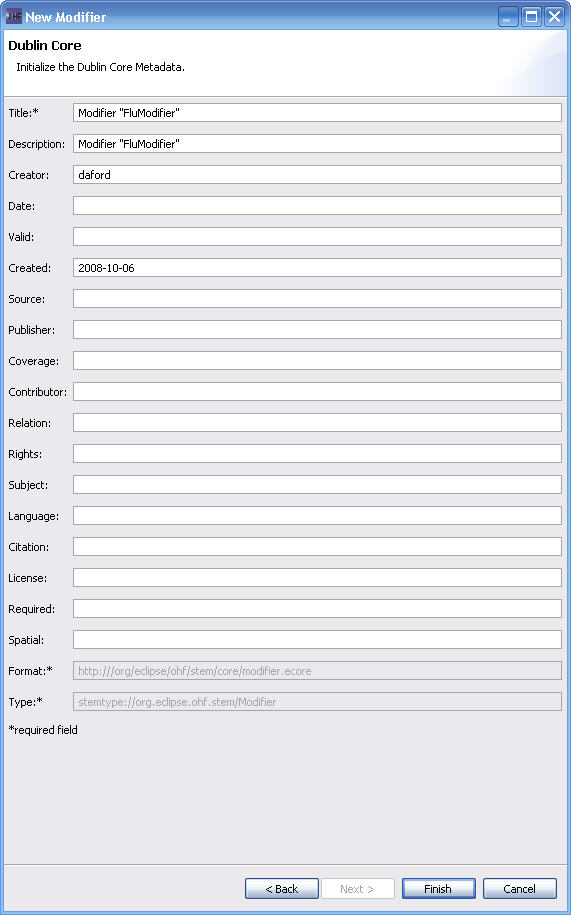 OHF New Modifier
Dublin Core
Initialize the Dublin Core Metadata.
Title:* Modifier "FluModifier"
Description: Modifier "FluModifier"
Creator: daford
Date:
Valid:
Created: 2008-10-06
Source:
Publisher:
Coverage:
Contributor:
Relation:
Rights:
Subject:
Language:
Citation:
License:
Required:
Spatial:
Format:* http:///org/eclipse/ohf/stem/core/modifier.ecore
Type:* stemtype://org.eclipse.ohf.stem/Modifier
*required field
< Back Next > Finish Cancel